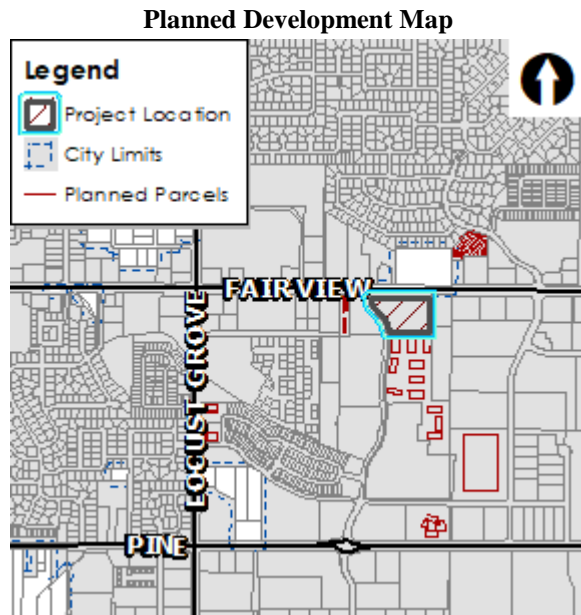 Planned Development Map
Legend
Project Location
City Limits
Planned Parcels
FAIRVIEW
LOCUST GROVE
PINE